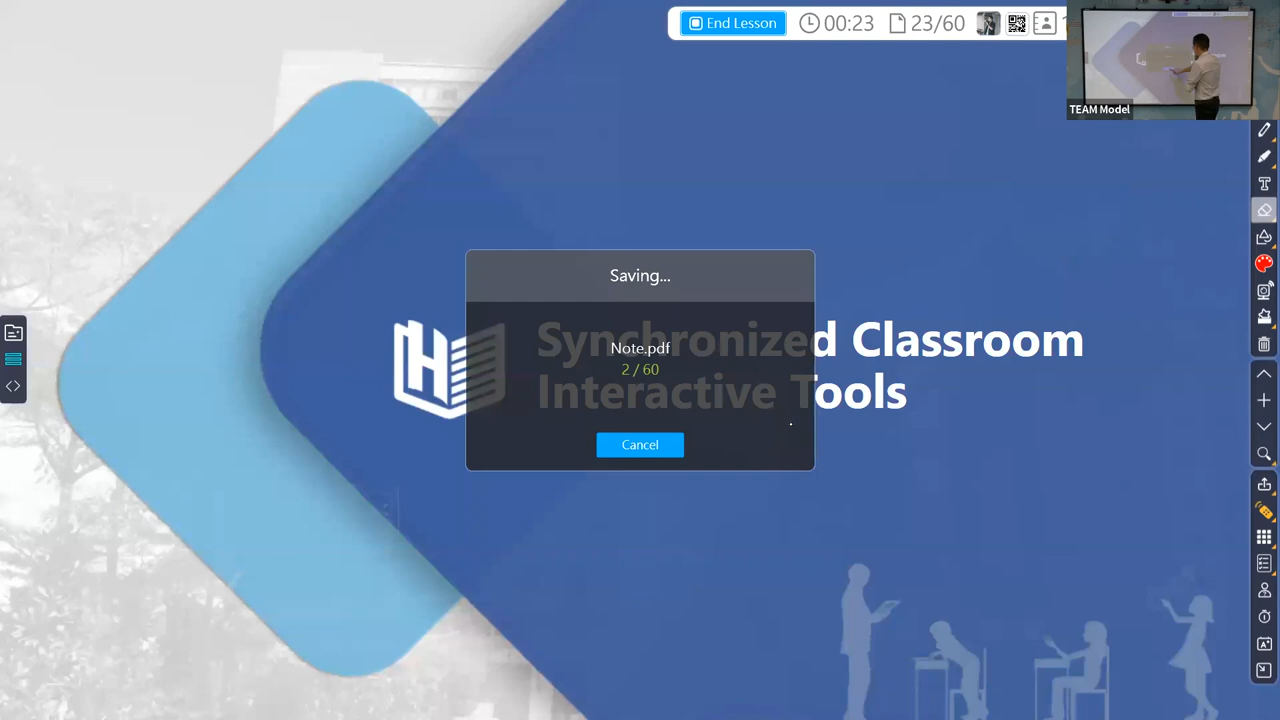 End Lesson
00:23
23/60
TEAM Model
Saving...
Note.pdf
2 / 60
Cancel
Synchronized Classroom
Interactive Tools